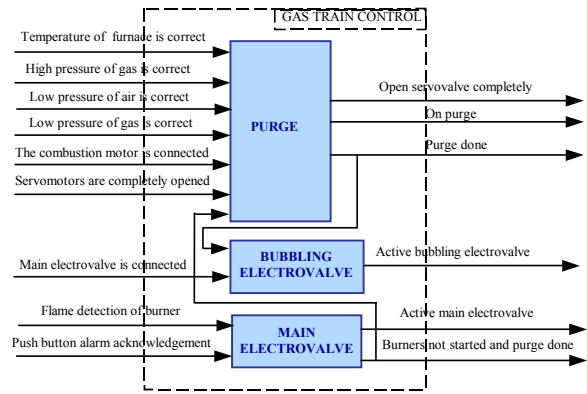 GAS TRAIN CONTROL
Temperature of furnace is correct
High pressure of gas is correct
Low pressure of air is correct
Low pressure of gas is correct
The combustion motor is connected
Servomotors are completely opened
PURGE
Open servovalve completely
On purge
Purge done
Main electrovalve is connected
BUBBLING
ELECTROVALVE
Active bubbling electrovalve
Flame detection of burner
Push button alarm acknowledgement
MAIN
ELECTROVALVE
Active main electrovalve
Burners not started and purge done